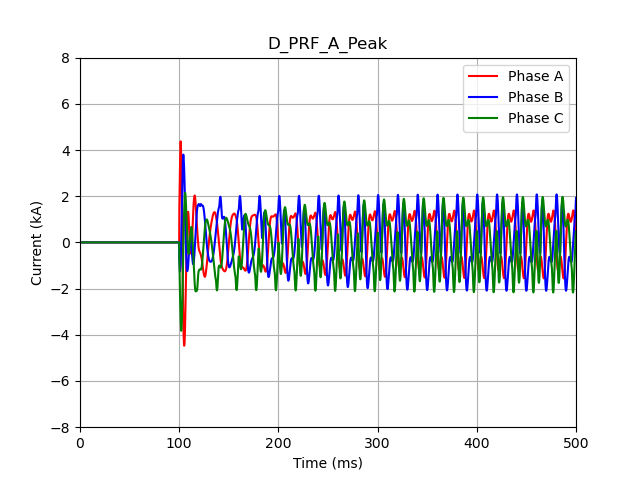 D_PRF_A_Peak
8
6
4
2
0
−2
−4
−6
−8
Current (kA)
Phase A
Phase B
Phase C
0 100 200 300 400 500
Time (ms)